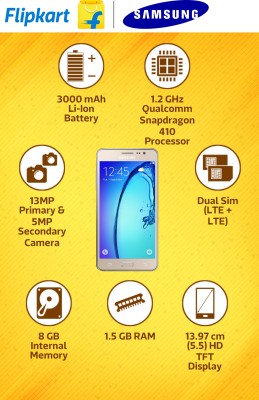 Flipkart
SAMSUNG
3000 mAh
Li-Ion
Battery
1.2 GHz
Qualcomm
Snapdragon
410
Processor
13MP
Primary &
5MP
Secondary
Camera
12:45
Dual Sim
(LTE +
LTE)
8 GB
Internal
Memory
1.5 GB RAM
13.97 cm
(5.5) HD
TFT
Display